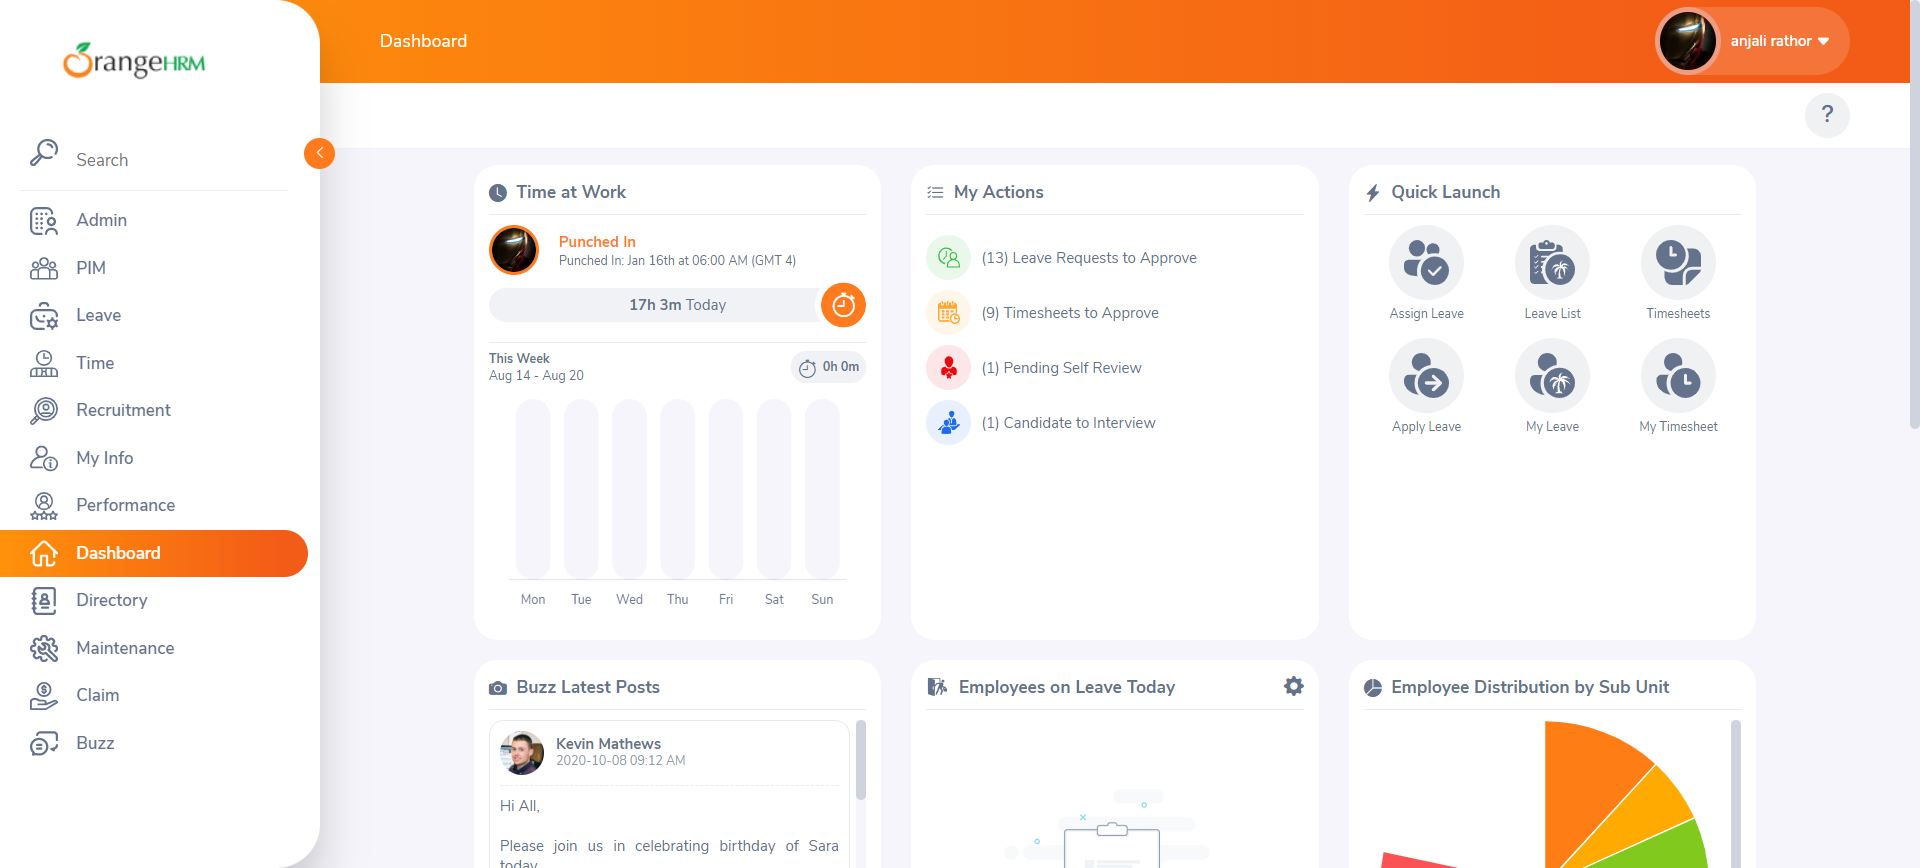 OrangeHRM
Dashboard
anjali rathor
?
Search
Admin
PIM
Leave
Time
Recruitment
My Info
Performance
Dashboard
Directory
Maintenance
Claim
Buzz
Time at Work
Punched In
Punched In: Jan 16th at 06:00 AM (GMT 4)
17h 3m Today
This Week
Aug 14 - Aug 20
0h 0m
Mon Tue Wed Thu Fri Sat Sun
My Actions
(13) Leave Requests to Approve
(9) Timesheets to Approve
(1) Pending Self Review
(1) Candidate to Interview
Quick Launch
Assign Leave
Leave List
Timesheets
Apply Leave
My Leave
My Timesheet
Buzz Latest Posts
Kevin Mathews
2020-10-08 09:12 AM
Hi All,
Please join us in celebrating birthday of Sara
today
Employees on Leave Today
Employee Distribution by Sub Unit